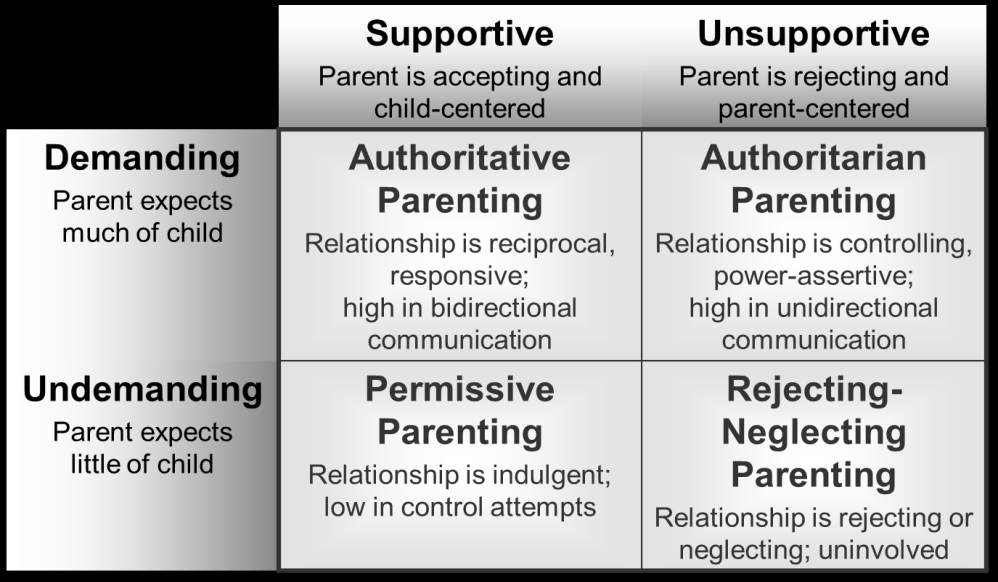 Supportive
Parent is accepting and
child-centered
Unsupportive
Parent is rejecting and
parent-centered
Demanding
Parent expects
much of child
Authoritative
Parenting
Relationship is reciprocal,
responsive;
high in bidirectional
communication
Authoritarian
Parenting
Relationship is controlling,
power-assertive;
high in unidirectional
communication
Undemanding
Parent expects
little of child
Permissive
Parenting
Relationship is indulgent;
low in control attempts
Rejecting-
Neglecting
Parenting
Relationship is rejecting or
neglecting; uninvolved